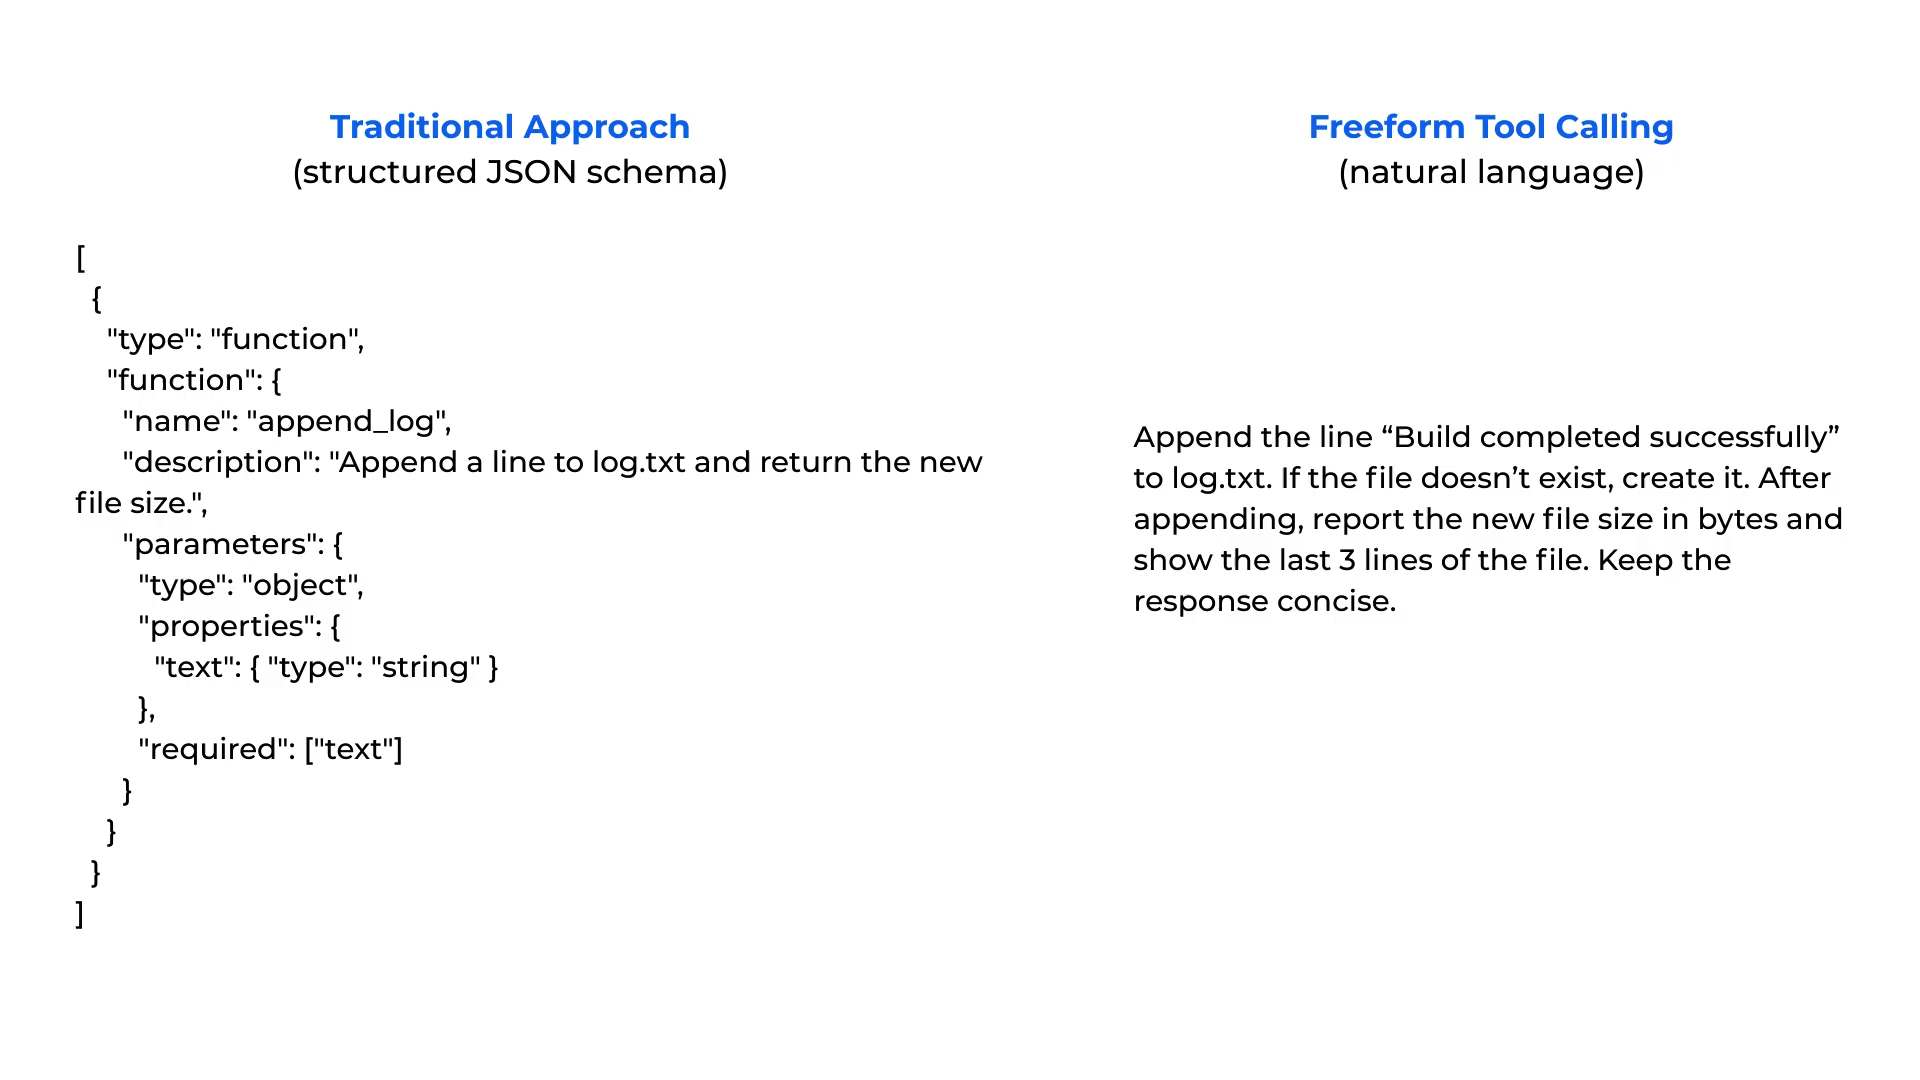 Traditional Approach
(structured JSON schema)
[
  {
    "type": "function",
    "function": {
      "name": "append_log",
      "description": "Append a line to log.txt and return the new
file size.",
      "parameters": {
        "type": "object",
        "properties": {
          "text": { "type": "string" }
        },
        "required": ["text"]
      }
    }
  }
]
Freeform Tool Calling
(natural language)
Append the line “Build completed successfully”
to log.txt. If the file doesn’t exist, create it. After
appending, report the new file size in bytes and
show the last 3 lines of the file. Keep the
response concise.